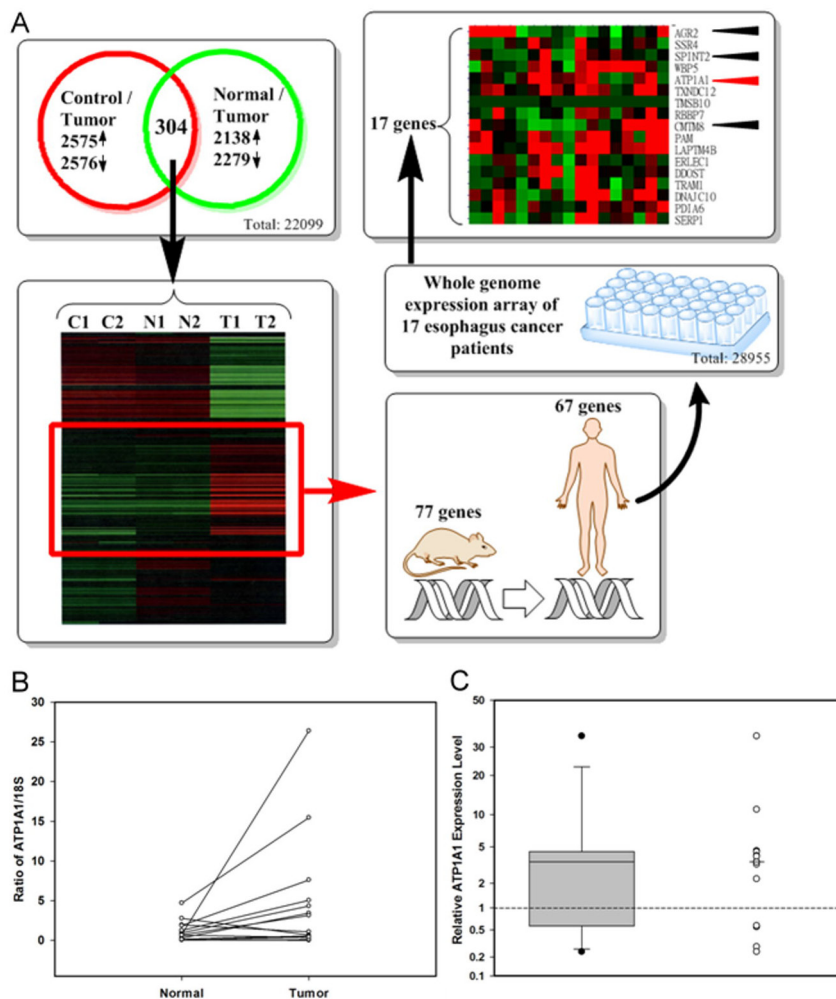 A
Control /
Tumor
2575
2576
304
Normal /
Tumor
2138
2279
Total: 22099
17 genes
AGR2
SSR4
SPINT2
WBP5
ATP1A1
TXNDC12
TMSB10
RBBP7
CMTM8
PAM
LAPTM4B
ERLEC1
DDOST
TRAM1
DNAJC10
PDIA6
SERP1
C1 C2 N1 N2 T1 T2
Whole genome
expression array of
17 esophagus cancer
patients
Total: 28955
77 genes
67 genes
B
Ratio of ATP1A1/18S
30
25
20
15
10
5
0
Normal
Tumor
C
Relative ATP1A1 Expression Level
50
30
20
10
5
2
1
0.5
0.2
0.1